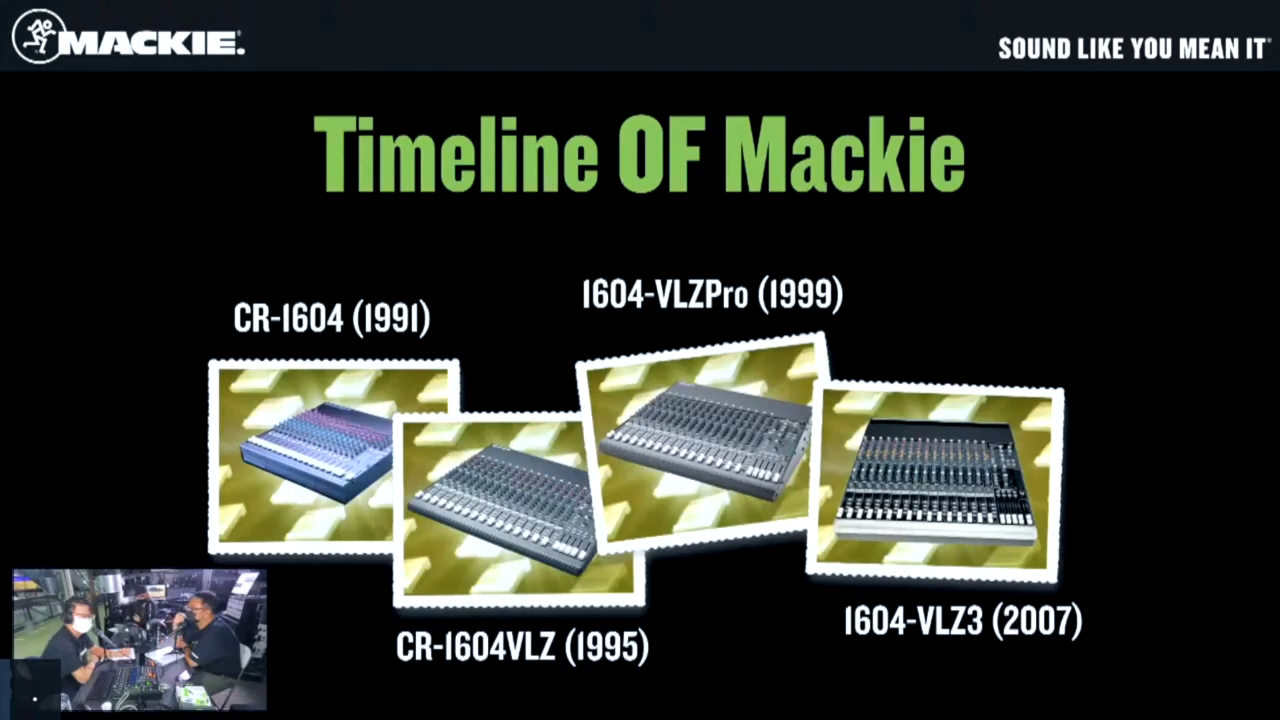 MACKIE.
SOUND LIKE YOU MEAN IT
Timeline OF Mackie
1604-VLZPro (1999)
CR-1604 (1991)
1604-VLZ3 (2007)
CR-1604VLZ (1995)